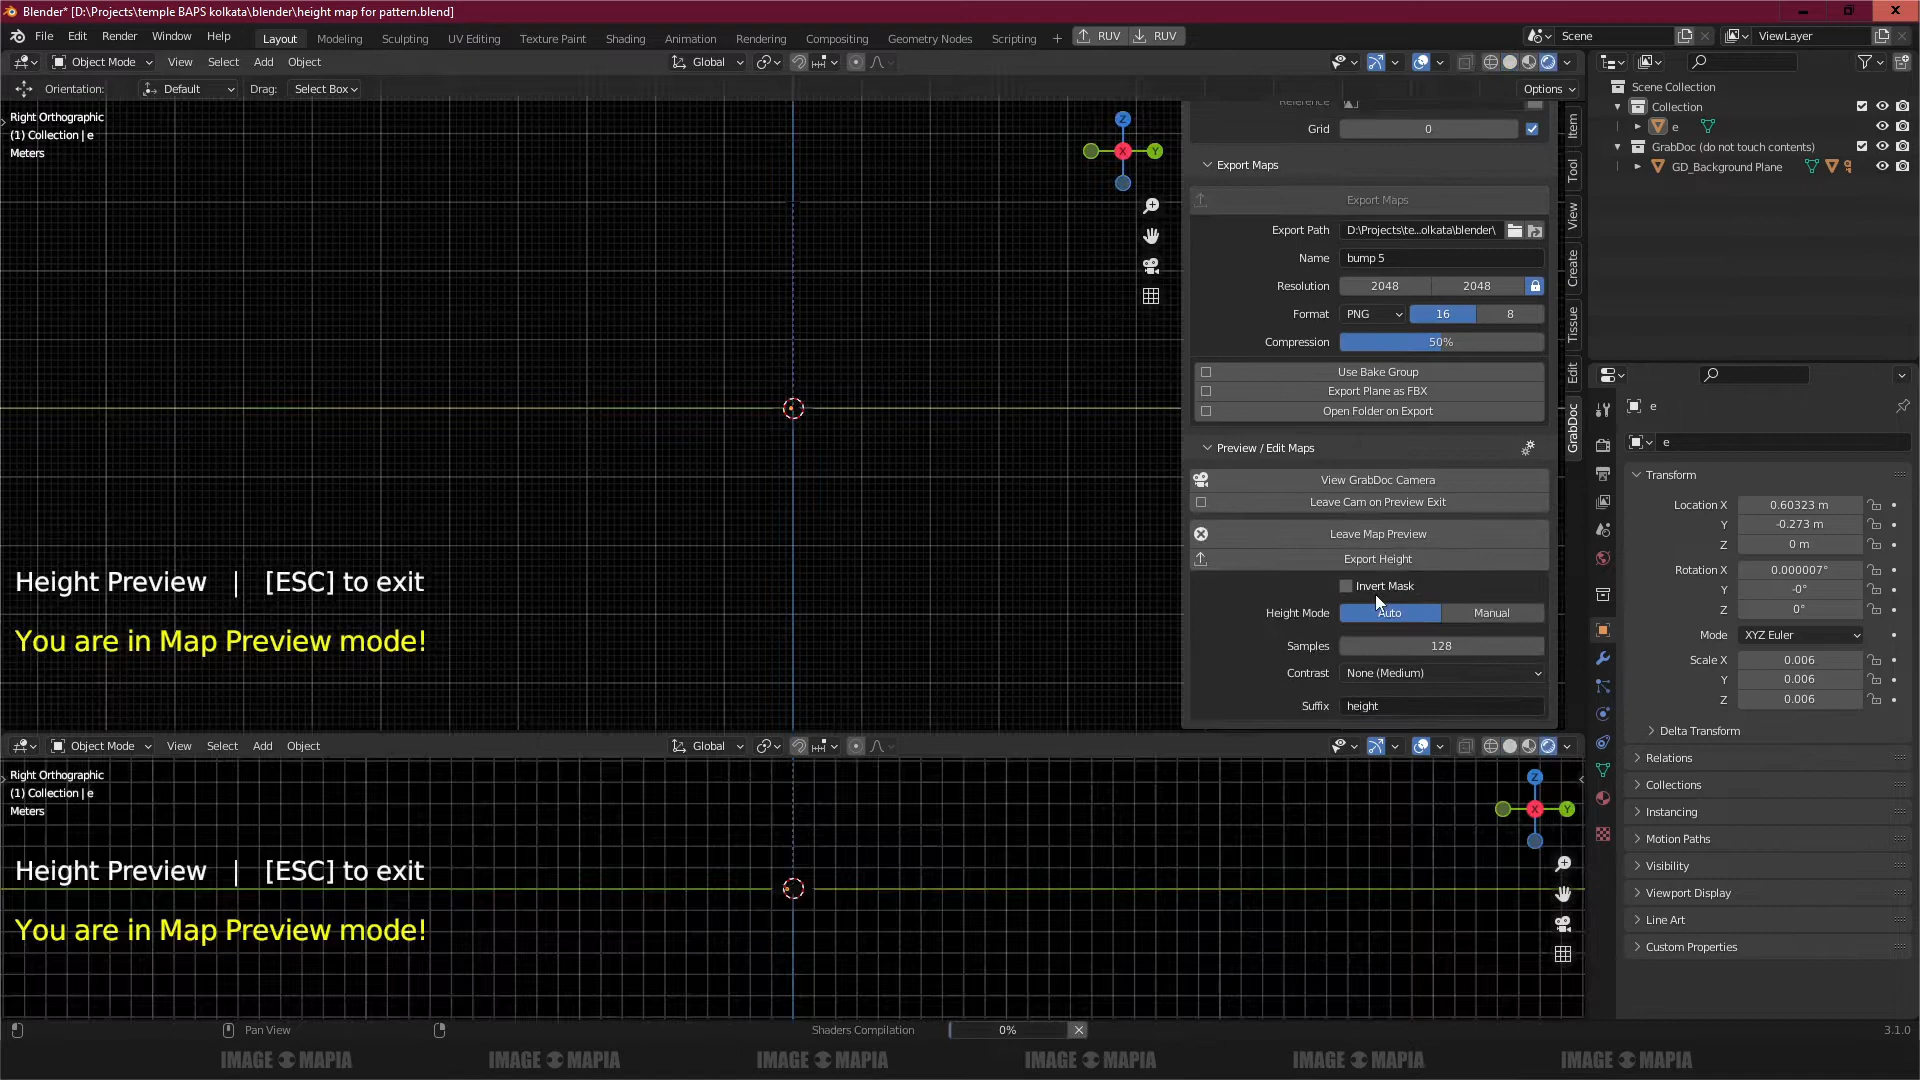 Blender* [D:\Projects\temple BAPS kolkata\blender\height map for pattern.blend]
File Edit Render Window Help Layout Modeling Sculpting UV Editing Texture Paint Shading Animation Rendering Compositing Geometry Nodes Scripting + RUV RUV Scene ViewLayer
Object Mode View Select Add Object Global
Orientation: Default Drag: Select Box Options
Right Orthographic
(1) Collection | e
Meters
Z
X
Y
Height Preview | [ESC] to exit
You are in Map Preview mode!
Reference
Grid 0
Export Maps
Export Maps
Export Path D:\Projects\te...olkata\blender\
Name bump 5
Resolution 2048 2048
Format PNG 16 8
Compression 50%
Use Bake Group
Export Plane as FBX
Open Folder on Export
Preview / Edit Maps
View GrabDoc Camera
Leave Cam on Preview Exit
Leave Map Preview
Export Height
Invert Mask
Height Mode Auto Manual
Samples 128
Contrast None (Medium)
Suffix height
Item
Tool
View
Create
Tissue
Edit
GrabDoc
Scene Collection
Collection
e
GrabDoc (do not touch contents)
GD_Background Plane
e
e
Transform
Location X 0.60323 m
Y -0.273 m
Z 0 m
Rotation X 0.000007°
Y -0°
Z 0°
Mode XYZ Euler
Scale X 0.006
Y 0.006
Z 0.006
Delta Transform
Relations
Collections
Instancing
Motion Paths
Visibility
Viewport Display
Line Art
Custom Properties
Object Mode View Select Add Object Global
Right Orthographic
(1) Collection | e
Meters
Z
X
Y
Height Preview | [ESC] to exit
You are in Map Preview mode!
Pan View Shaders Compilation 0% 3.1.0
IMAGE MAPIA IMAGE MAPIA IMAGE MAPIA IMAGE MAPIA IMAGE MAPIA IMAGE MAPIA